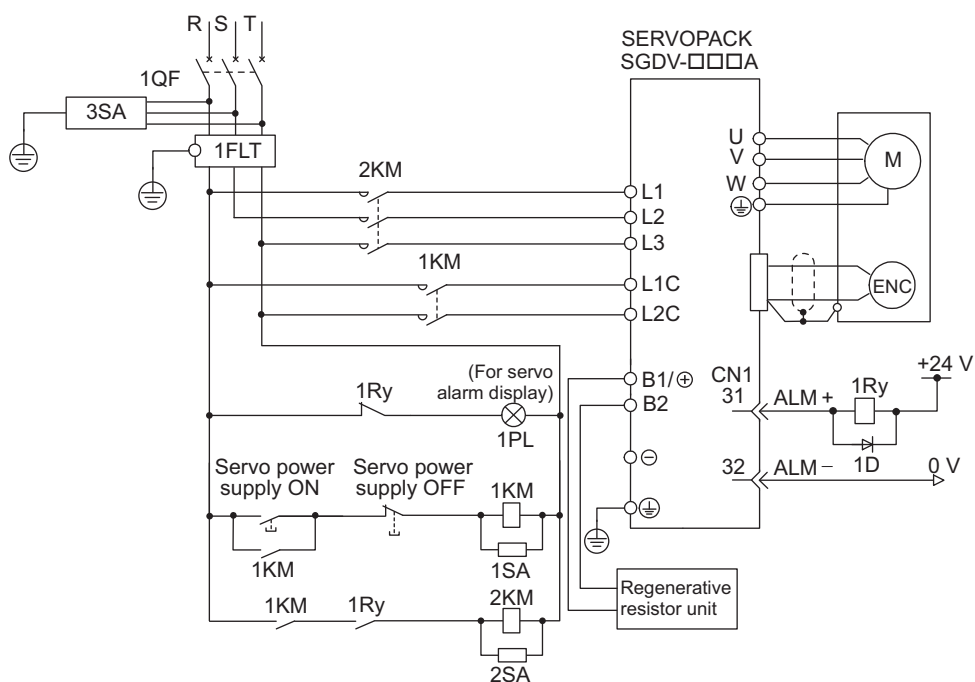 R S T
SERVOPACK
SGDV-□□□A
1QF
3SA
1FLT
2KM
U
V
W
M
L1
L2
L3
1KM
L1C
L2C
ENC
(For servo
alarm display)
1Ry
1PL
B1/⊕
B2
CN1
31
ALM +
1Ry
+24 V
1D
32
ALM −
0 V
⊖
Servo power
supply ON
Servo power
supply OFF
1KM
1KM
1SA
Regenerative
resistor unit
1KM
1Ry
2KM
2SA